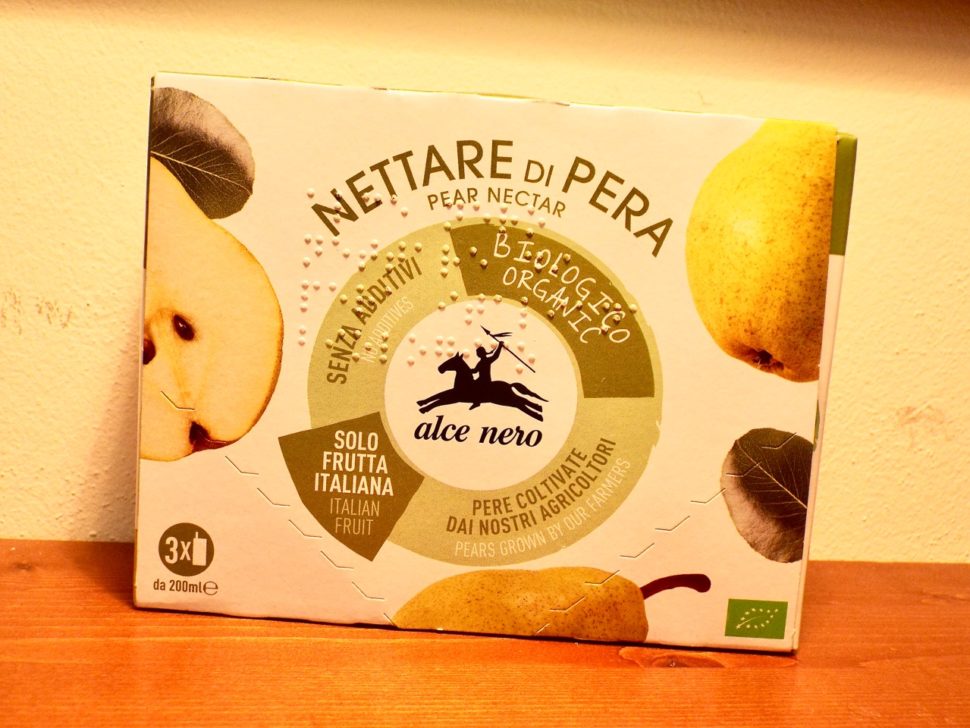 NETTARE DI PERA
PEAR NECTAR
SENZA ADDITIVI
NO ADDITIVES
BIOLOGICO
ORGANIC
alce nero
SOLO
FRUTTA
ITALIANA
ITALIAN
FRUIT
PERE COLTIVATE
DAI NOSTRI AGRICOLTORI
PEARS GROWN BY OUR FARMERS
3x
da 200ml℮